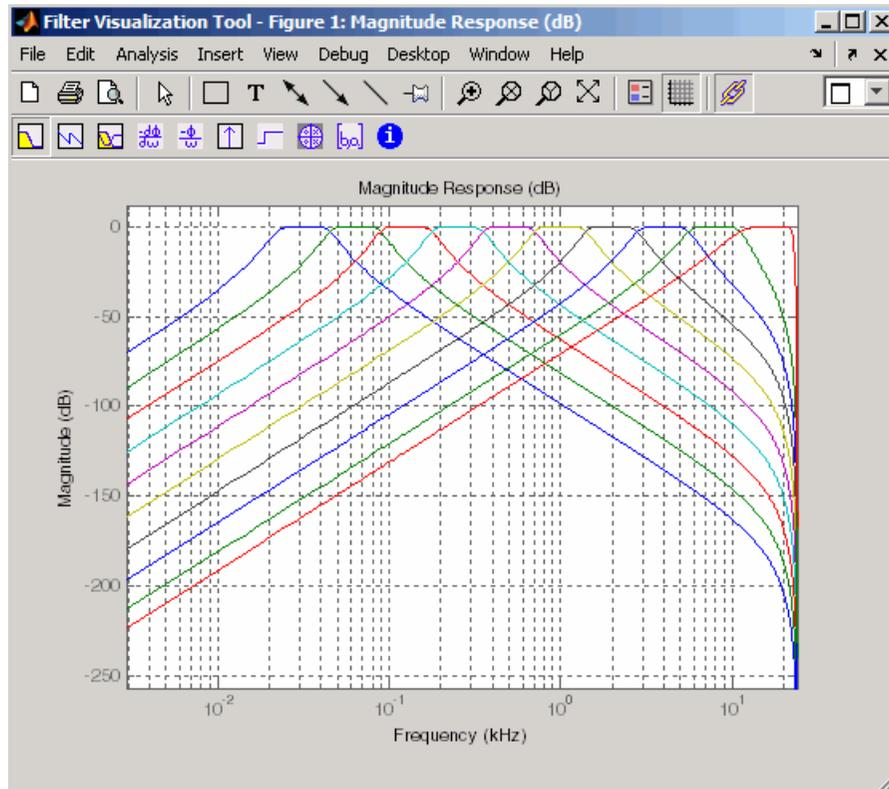 Filter Visualization Tool - Figure 1: Magnitude Response (dB)
File Edit Analysis Insert View Debug Desktop Window Help
T
[b,a]
i
Magnitude Response (dB)
0
-50
-100
-150
-200
-250
Magnitude (dB)
10^-2 10^-1 10^0 10^1
Frequency (kHz)